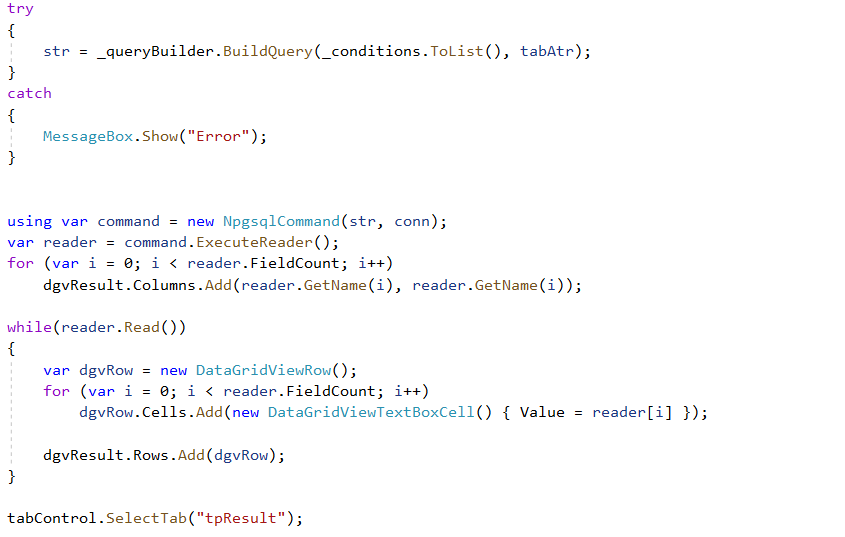 try
{
    str = _queryBuilder.BuildQuery(_conditions.ToList(), tabAtr);
}
catch
{
    MessageBox.Show("Error");
}
using var command = new NpgsqlCommand(str, conn);
var reader = command.ExecuteReader();
for (var i = 0; i < reader.FieldCount; i++)
    dgvResult.Columns.Add(reader.GetName(i), reader.GetName(i));
while(reader.Read())
{
    var dgvRow = new DataGridViewRow();
    for (var i = 0; i < reader.FieldCount; i++)
        dgvRow.Cells.Add(new DataGridViewTextBoxCell() { Value = reader[i] });
    dgvResult.Rows.Add(dgvRow);
}
tabControl.SelectTab("tpResult");